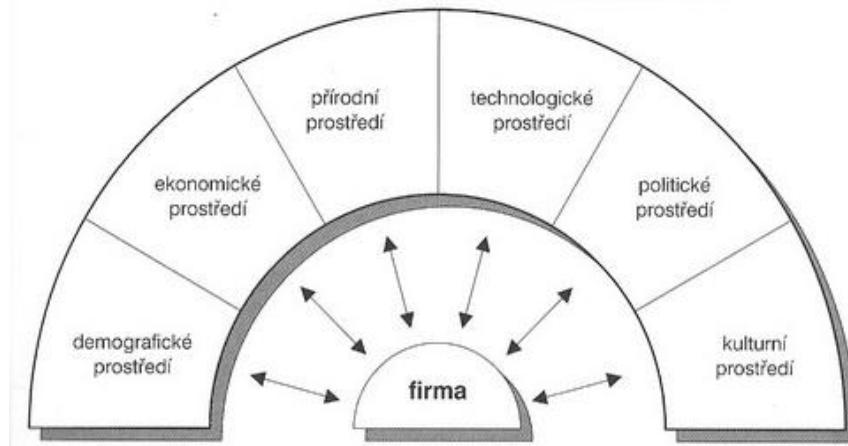 přírodní
prostředí
technologické
prostředí
ekonomické
prostředí
politické
prostředí
demografické
prostředí
kulturní
prostředí
firma